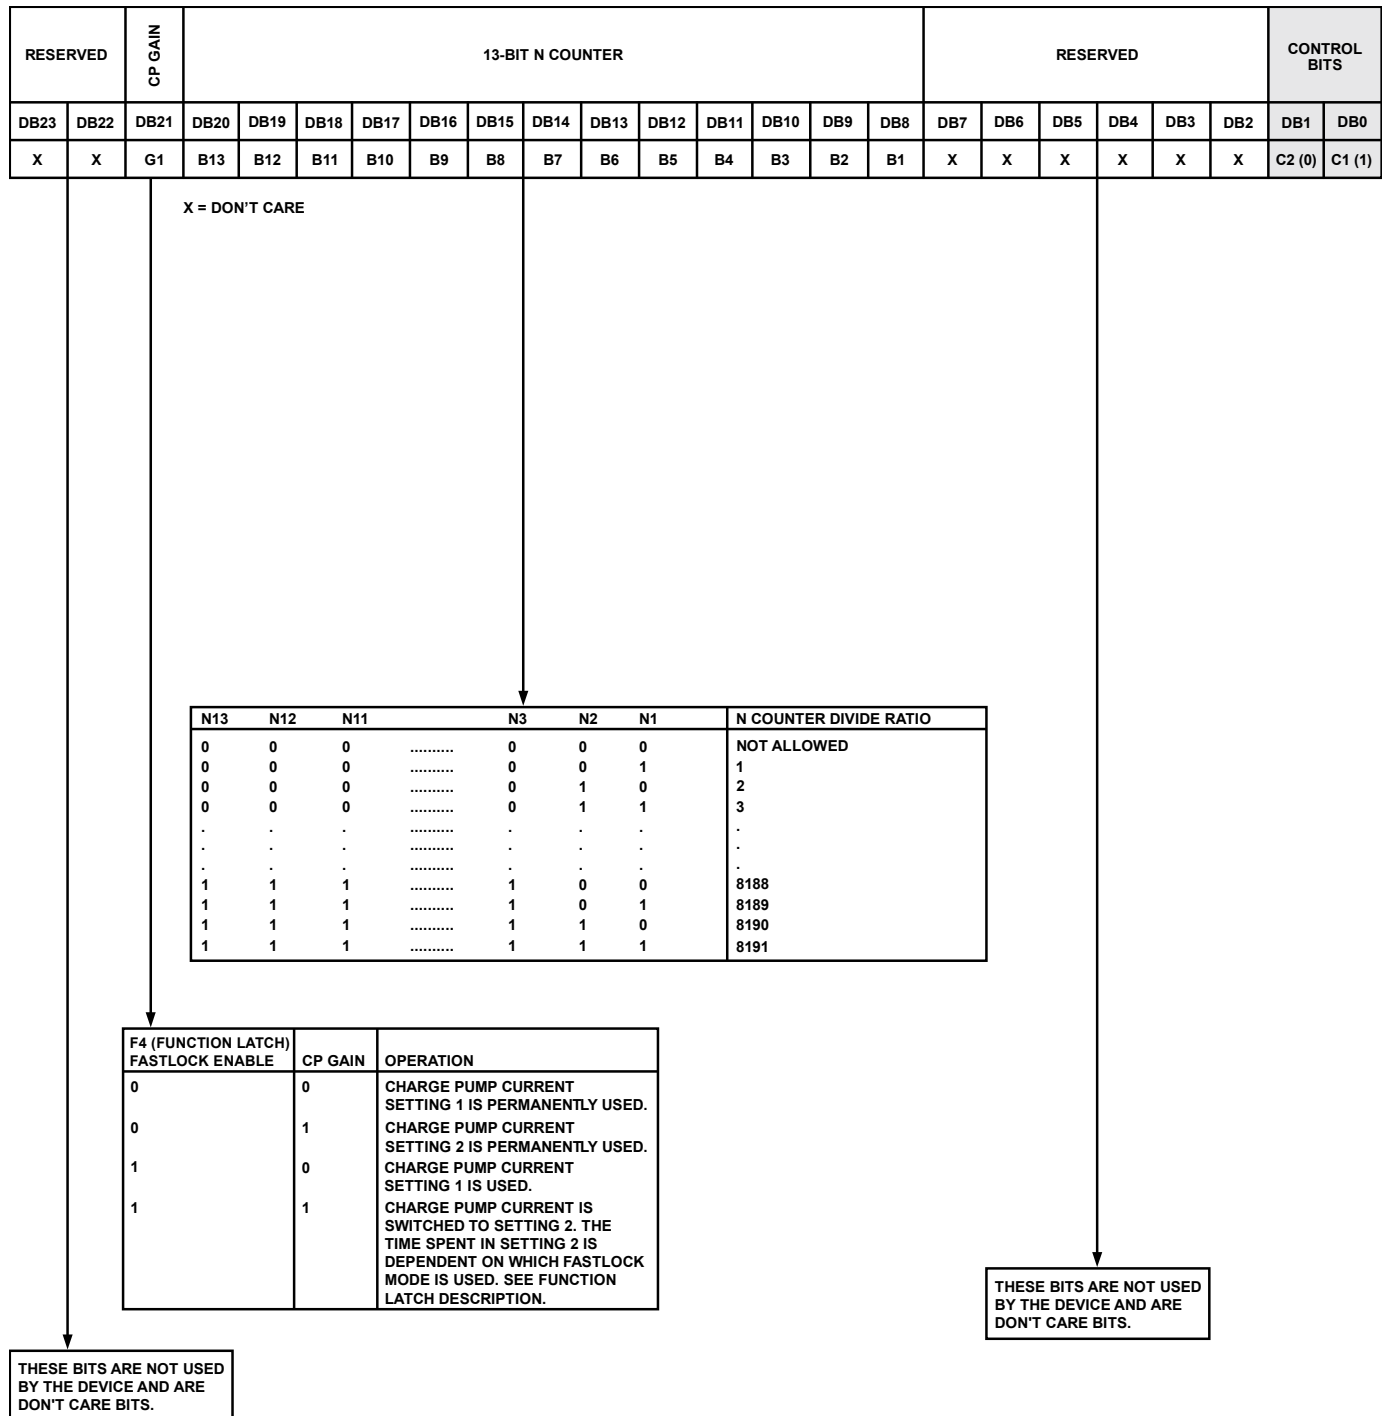 RESERVED CP GAIN 13-BIT N COUNTER RESERVED CONTROL
BITS
DB23 DB22 DB21 DB20 DB19 DB18 DB17 DB16 DB15 DB14 DB13 DB12 DB11 DB10 DB9 DB8 DB7 DB6 DB5 DB4 DB3 DB2 DB1 DB0
X X G1 B13 B12 B11 B10 B9 B8 B7 B6 B5 B4 B3 B2 B1 X X X X X X C2 (0) C1 (1)
X = DON'T CARE
N13 N12 N11 N3 N2 N1 N COUNTER DIVIDE RATIO
0 0 0 .......... 0 0 0 NOT ALLOWED
0 0 0 .......... 0 0 1 1
0 0 0 .......... 0 1 0 2
0 0 0 .......... 0 1 1 3
. . . .......... . . . .
. . . .......... . . . .
. . . .......... . . . .
1 1 1 .......... 1 0 0 8188
1 1 1 .......... 1 0 1 8189
1 1 1 .......... 1 1 0 8190
1 1 1 .......... 1 1 1 8191
F4 (FUNCTION LATCH)
FASTLOCK ENABLE CP GAIN OPERATION
0 0 CHARGE PUMP CURRENT
SETTING 1 IS PERMANENTLY USED.
0 1 CHARGE PUMP CURRENT
SETTING 2 IS PERMANENTLY USED.
1 0 CHARGE PUMP CURRENT
SETTING 1 IS USED.
1 1 CHARGE PUMP CURRENT IS
SWITCHED TO SETTING 2. THE
TIME SPENT IN SETTING 2 IS
DEPENDENT ON WHICH FASTLOCK
MODE IS USED. SEE FUNCTION
LATCH DESCRIPTION.
THESE BITS ARE NOT USED
BY THE DEVICE AND ARE
DON'T CARE BITS.
THESE BITS ARE NOT USED
BY THE DEVICE AND ARE
DON'T CARE BITS.